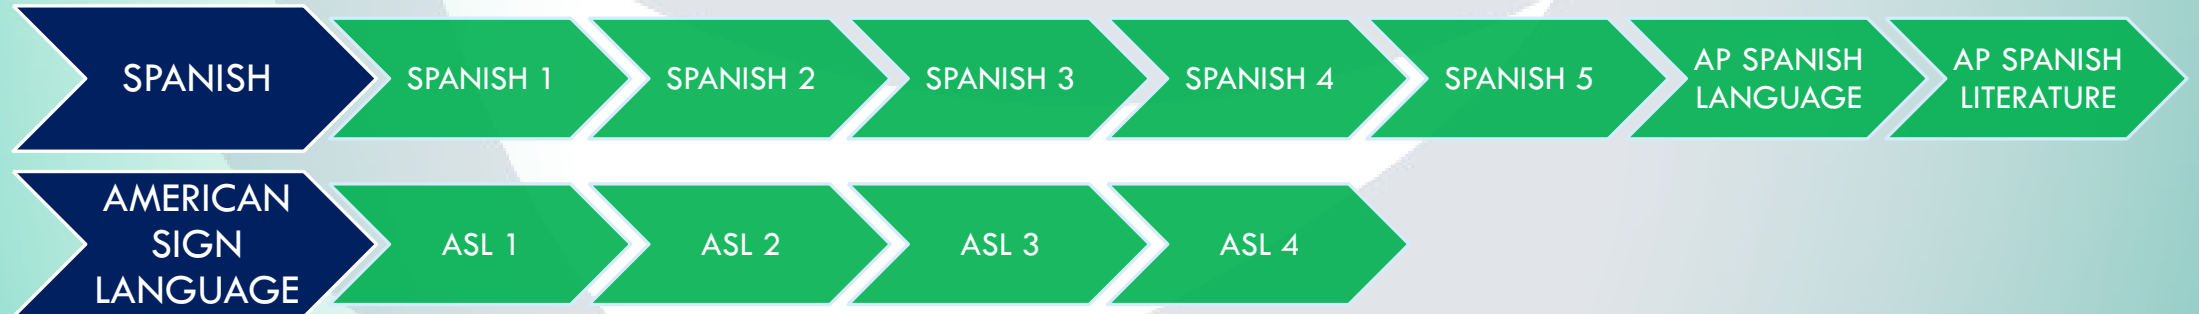 SPANISH
SPANISH 1
SPANISH 2
SPANISH 3
SPANISH 4
SPANISH 5
AP SPANISH
LANGUAGE
AP SPANISH
LITERATURE
AMERICAN
SIGN
LANGUAGE
ASL 1
ASL 2
ASL 3
ASL 4